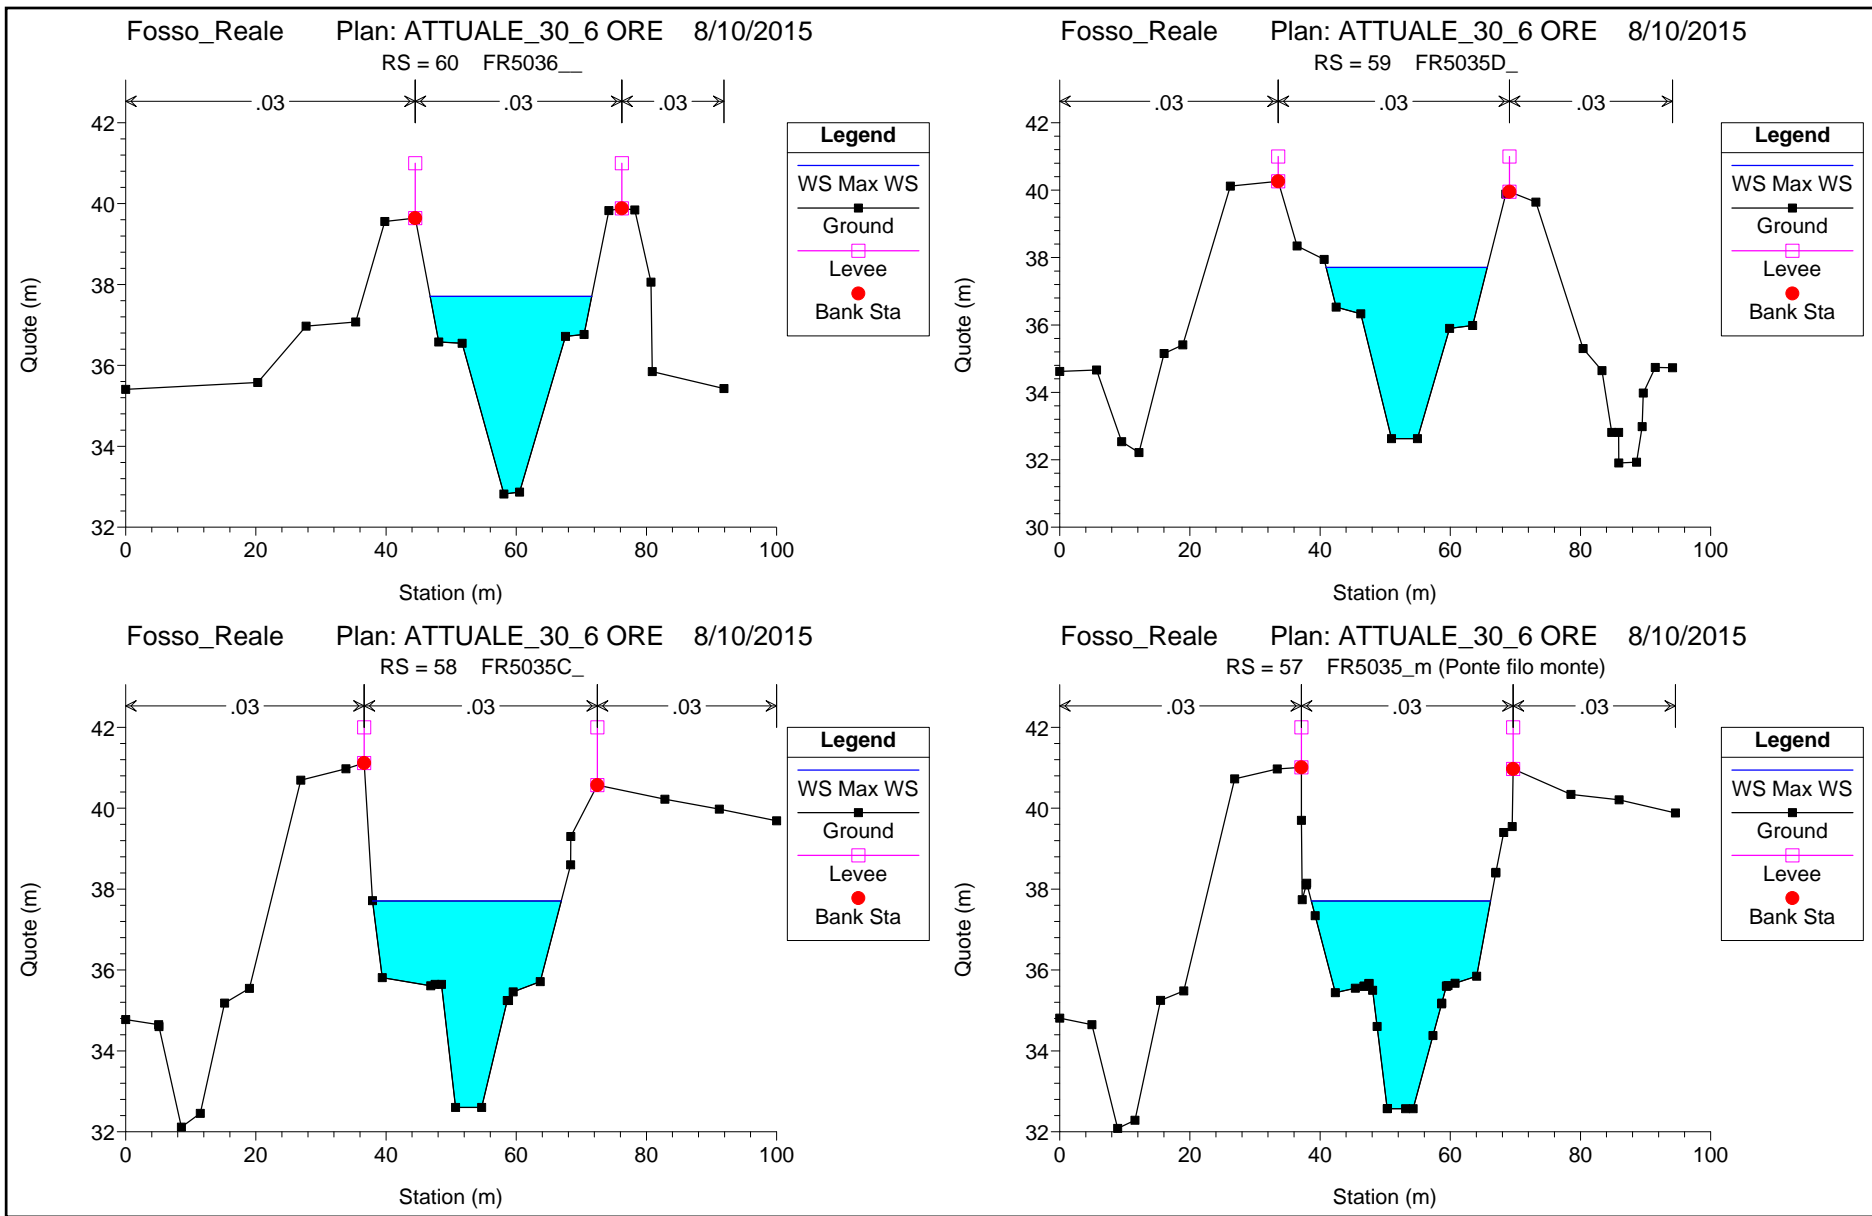 Fosso_Reale Plan: ATTUALE_30_6 ORE 8/10/2015
RS = 60 FR5036__
.03 .03 .03
42
40
38
36
34
32
Quote (m)
0 20 40 60 80 100
Station (m)
Legend
WS Max WS
Ground
Levee
Bank Sta
Fosso_Reale Plan: ATTUALE_30_6 ORE 8/10/2015
RS = 59 FR5035D_
.03 .03 .03
42
40
38
36
34
32
30
Quote (m)
0 20 40 60 80 100
Station (m)
Legend
WS Max WS
Ground
Levee
Bank Sta
Fosso_Reale Plan: ATTUALE_30_6 ORE 8/10/2015
RS = 58 FR5035C_
.03 .03 .03
42
40
38
36
34
32
Quote (m)
0 20 40 60 80 100
Station (m)
Legend
WS Max WS
Ground
Levee
Bank Sta
Fosso_Reale Plan: ATTUALE_30_6 ORE 8/10/2015
RS = 57 FR5035_m (Ponte filo monte)
.03 .03 .03
42
40
38
36
34
32
Quote (m)
0 20 40 60 80 100
Station (m)
Legend
WS Max WS
Ground
Levee
Bank Sta